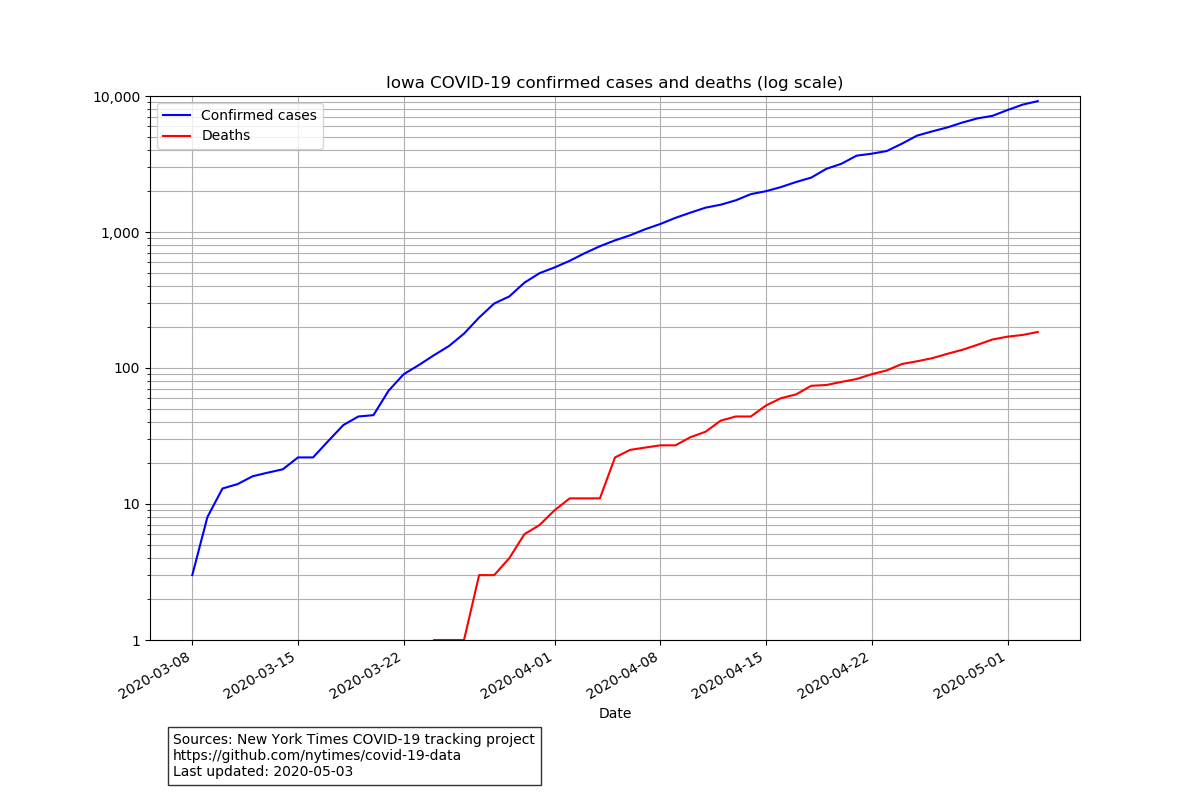 Iowa COVID-19 confirmed cases and deaths (log scale)
10,000
1,000
100
10
1
Confirmed cases
Deaths
2020-03-08
2020-03-15
2020-03-22
2020-04-01
2020-04-08
2020-04-15
2020-04-22
2020-05-01
Date
Sources: New York Times COVID-19 tracking project
https://github.com/nytimes/covid-19-data
Last updated: 2020-05-03